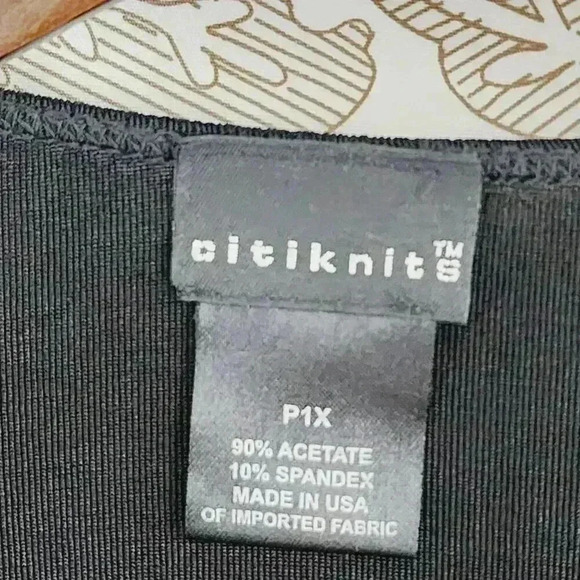 citiknits™
P1X
90% ACETATE
10% SPANDEX
MADE IN USA
OF IMPORTED FABRIC